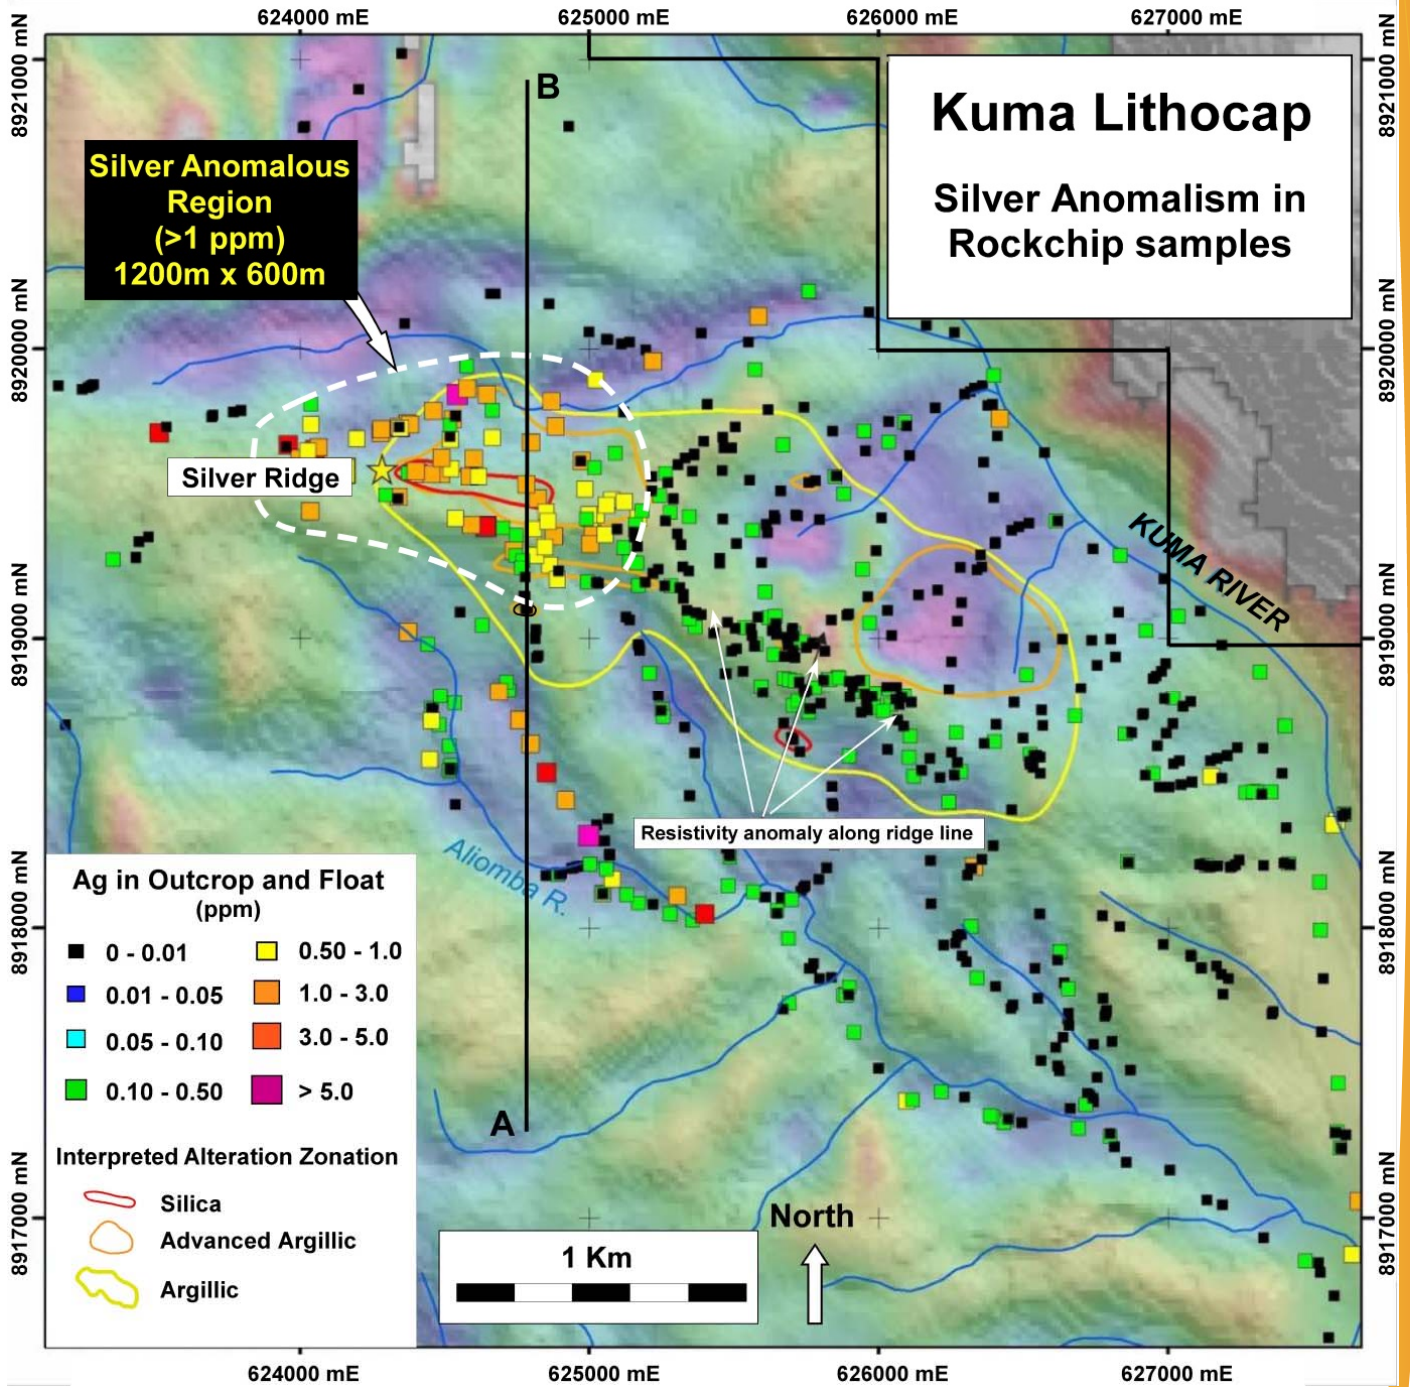 624000 mE 625000 mE 626000 mE 627000 mE
8921000 mN
8920000 mN
8919000 mN
8918000 mN
8917000 mN
8921000 mN
8920000 mN
8919000 mN
8918000 mN
8917000 mN
Kuma Lithocap
Silver Anomalism in
Rockchip samples
B
Silver Anomalous
Region
(>1 ppm)
1200m x 600m
Silver Ridge
KUMA RIVER
Resistivity anomaly along ridge line
Aliomba R.
A
Ag in Outcrop and Float
(ppm)
0 - 0.01
0.01 - 0.05
0.05 - 0.10
0.10 - 0.50
0.50 - 1.0
1.0 - 3.0
3.0 - 5.0
> 5.0
Interpreted Alteration Zonation
Silica
Advanced Argillic
Argillic
1 Km
North
624000 mE 625000 mE 626000 mE 627000 mE